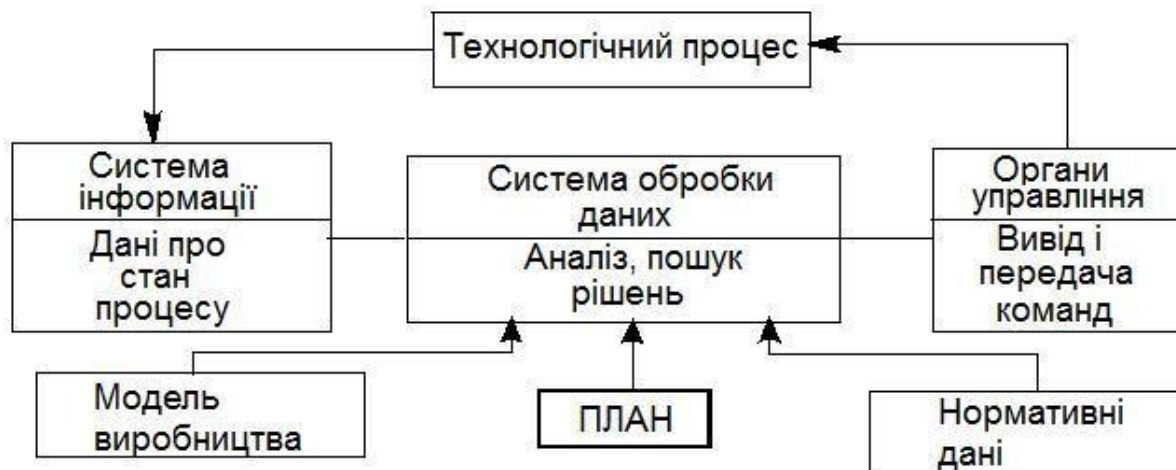 Технологічний процес
Система
інформації
Дані про
стан
процесу
Система обробки
даних
Аналіз, пошук
рішень
Органи
управління
Вивід і
передача
команд
Модель
виробництва
ПЛАН
Нормативні
дані